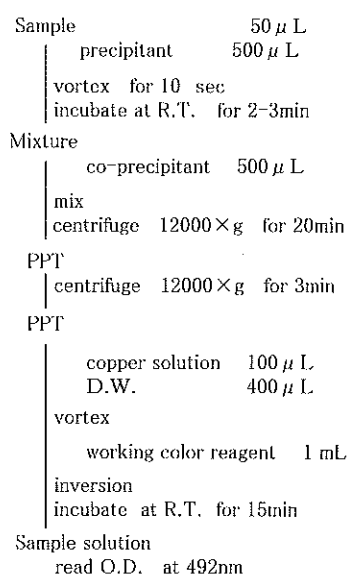 Sample 50 μ L
precipitant 500 μ L
vortex for 10 sec
incubate at R.T. for 2-3min
Mixture
co-precipitant 500 μ L
mix
centrifuge 12000×g for 20min
PPT
centrifuge 12000×g for 3min
PPT
copper solution 100 μ L
D.W. 400 μ L
vortex
working color reagent 1 mL
inversion
incubate at R.T. for 15min
Sample solution
read O.D. at 492nm